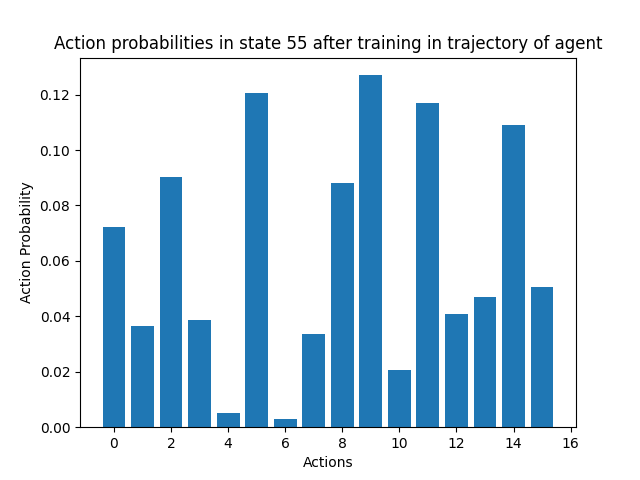 Action probabilities in state 55 after training in trajectory of agent
0.12
0.10
0.08
0.06
0.04
0.02
0.00
Action Probability
0 2 4 6 8 10 12 14 16
Actions